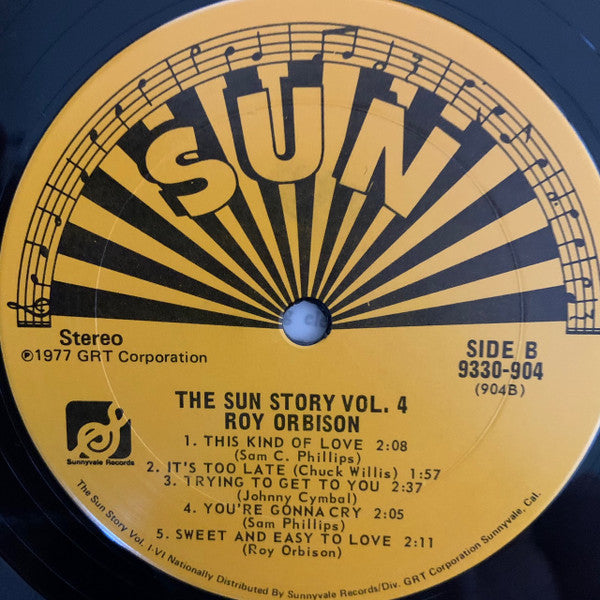 SUN
Stereo
℗1977 GRT Corporation
SIDE B
9330-904
(904B)
THE SUN STORY VOL. 4
ROY ORBISON
1. THIS KIND OF LOVE 2:08
(Sam C. Phillips)
2. IT'S TOO LATE (Chuck Willis) 1:57
3. TRYING TO GET TO YOU 2:37
(Johnny Cymbal)
4. YOU'RE GONNA CRY 2:05
(Sam Phillips)
5. SWEET AND EASY TO LOVE 2:11
(Roy Orbison)
Sunnyvale Records
The Sun Story Vol. I-VI Nationally Distributed By Sunnyvale Records/Div. GRT Corporation Sunnyvale, Cal.